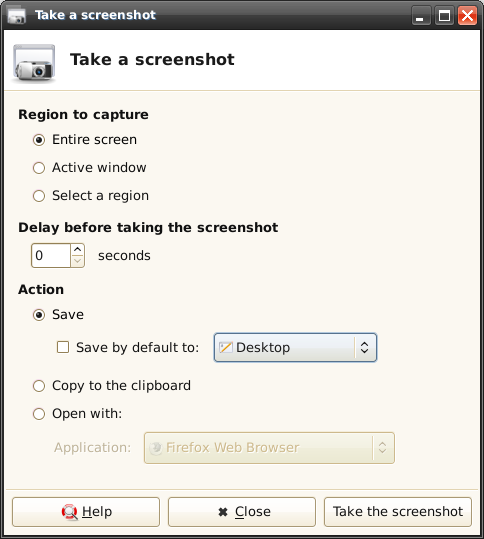 Take a screenshot
Take a screenshot
Region to capture
Entire screen
Active window
Select a region
Delay before taking the screenshot
0 seconds
Action
Save
Save by default to: Desktop
Copy to the clipboard
Open with:
Application: Firefox Web Browser
Help Close Take the screenshot